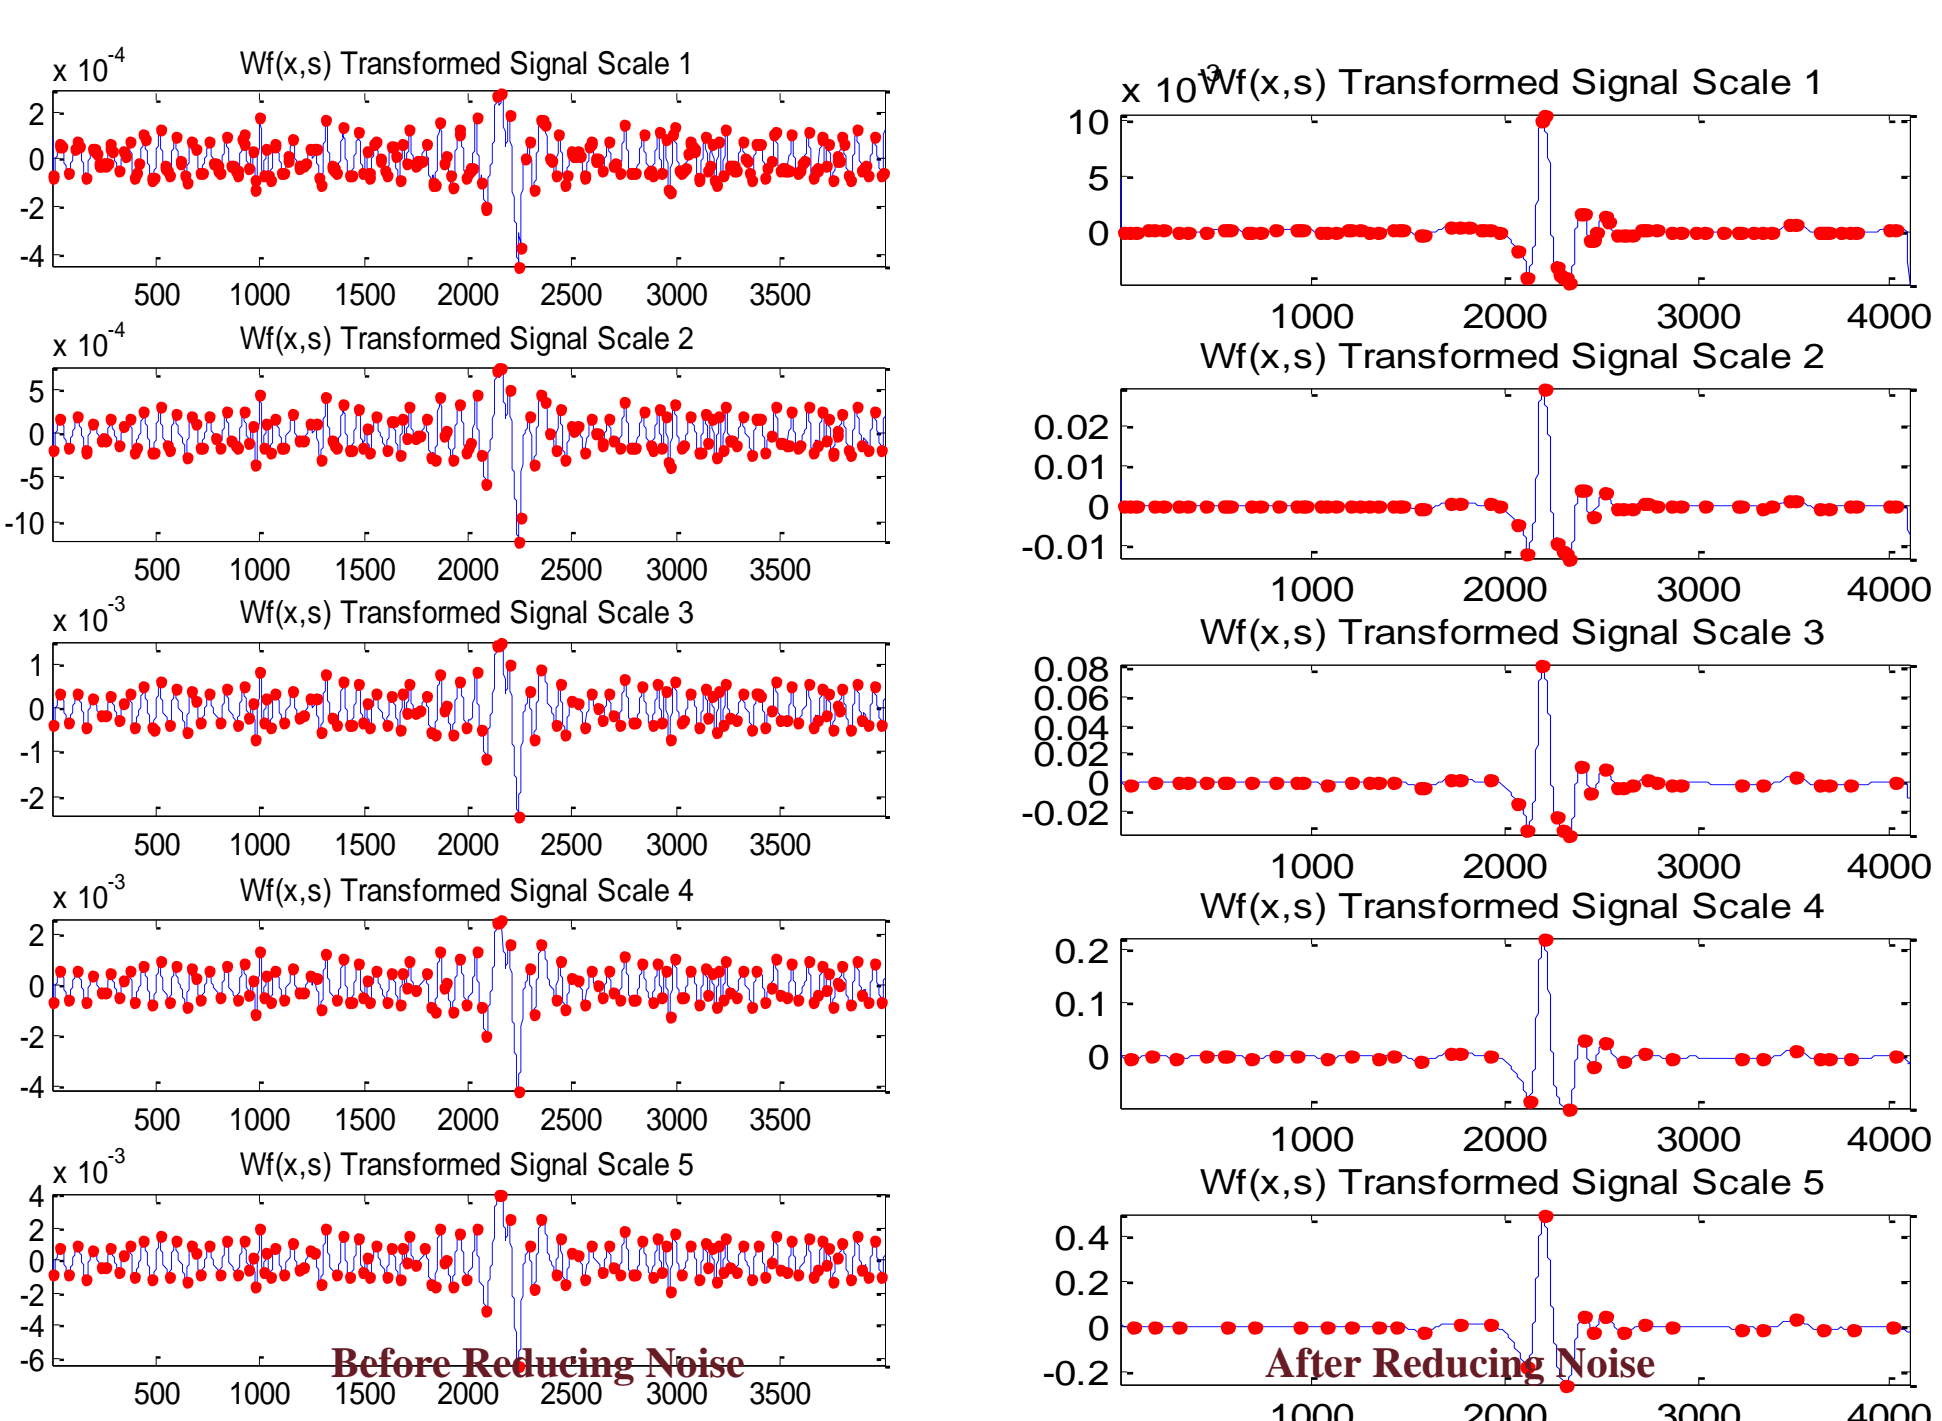 x 10-4
Wf(x,s) Transformed Signal Scale 1
2
0
-2
-4
500 1000 1500 2000 2500 3000 3500
x 10-4
Wf(x,s) Transformed Signal Scale 2
5
0
-5
-10
500 1000 1500 2000 2500 3000 3500
x 10-3
Wf(x,s) Transformed Signal Scale 3
1
0
-1
-2
500 1000 1500 2000 2500 3000 3500
x 10-3
Wf(x,s) Transformed Signal Scale 4
2
0
-2
-4
500 1000 1500 2000 2500 3000 3500
x 10-3
Wf(x,s) Transformed Signal Scale 5
4
2
0
-2
-4
-6
Before Reducing Noise
500 1000 1500 2000 2500 3000 3500
x 10-3
Wf(x,s) Transformed Signal Scale 1
10
5
0
1000 2000 3000 4000
Wf(x,s) Transformed Signal Scale 2
0.02
0.01
0
-0.01
1000 2000 3000 4000
Wf(x,s) Transformed Signal Scale 3
0.08
0.06
0.04
0.02
0
-0.02
1000 2000 3000 4000
Wf(x,s) Transformed Signal Scale 4
0.2
0.1
0
1000 2000 3000 4000
Wf(x,s) Transformed Signal Scale 5
0.4
0.2
0
-0.2
After Reducing Noise
1000 2000 3000 4000